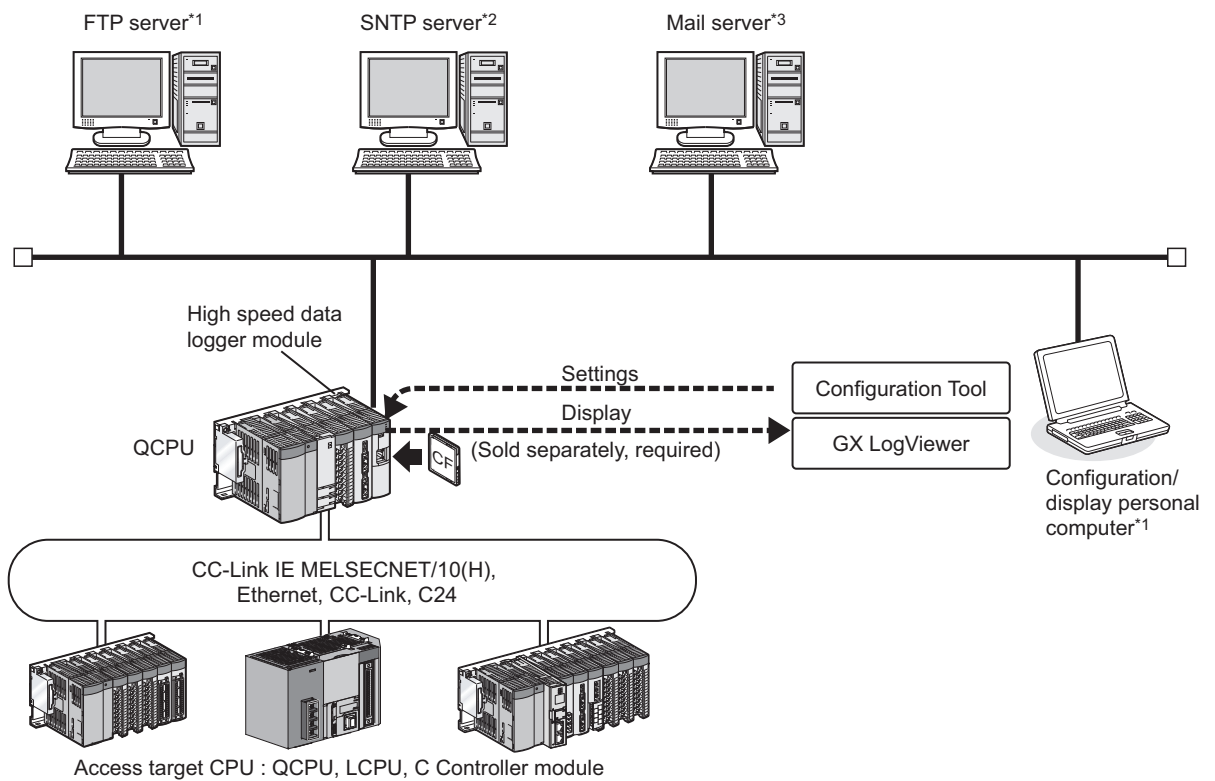 FTP server*1
SNTP server*2
Mail server*3
High speed data
logger module
QCPU
Settings
Display
(Sold separately, required)
CF
Configuration Tool
GX LogViewer
Configuration/
display personal
computer*1
CC-Link IE MELSECNET/10(H),
Ethernet, CC-Link, C24
Access target CPU : QCPU, LCPU, C Controller module